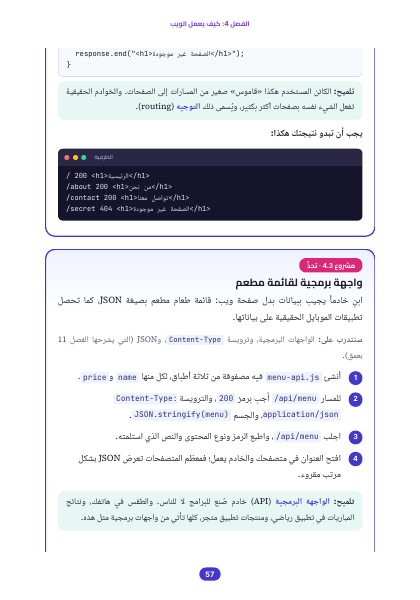 الفصل 4: كيف يعمل الويب
response.end("<h1>الصفحة غير موجودة</h1>");
}
تلميح: الكائن المستخدم هكذا «قاموس» صغير من المسارات إلى الصفحات. والخوادم الحقيقية
تفعل الشيء نفسه بصفحات أكثر بكثير، ويُسمى ذلك التوجيه (routing).
يجب أن تبدو نتيجتك هكذا:
الطرفية
/ 200 <h1>الرئيسية</h1>
/about 200 <h1>من نحن</h1>
/contact 200 <h1>تواصل معنا</h1>
/secret 404 <h1>الصفحة غير موجودة</h1>
مشروع 4.3 · تحدٍّ
واجهة برمجية لقائمة مطعم
ابنِ خادماً يجيب ببيانات بدل صفحة ويب: قائمة طعام مطعم بصيغة JSON، كما تحصل
تطبيقات الموبايل الحقيقية على بياناتها.
ستتدرب على: الواجهات البرمجية، وترويسة Content-Type، وJSON (التي يشرحها الفصل 11
بعمق).
1 أنشئ menu-api.js فيه مصفوفة من ثلاثة أطباق، لكل منها name و price.
2 للمسار /api/menu أجب برمز 200، والترويسة Content-Type:
application/json، والجسم JSON.stringify(menu).
3 اجلب /api/menu، واطبع الرمز ونوع المحتوى والنص الذي استلمته.
4 افتح العنوان في متصفحك والخادم يعمل؛ فمعظم المتصفحات تعرض JSON بشكل
مرتب مقروء.
تلميح: الواجهة البرمجية (API) خادم صُنع للبرامج لا للناس. والطقس في هاتفك، ونتائج
المباريات في تطبيق رياضي، ومنتجات تطبيق متجر، كلها تأتي من واجهات برمجية مثل هذه.
57